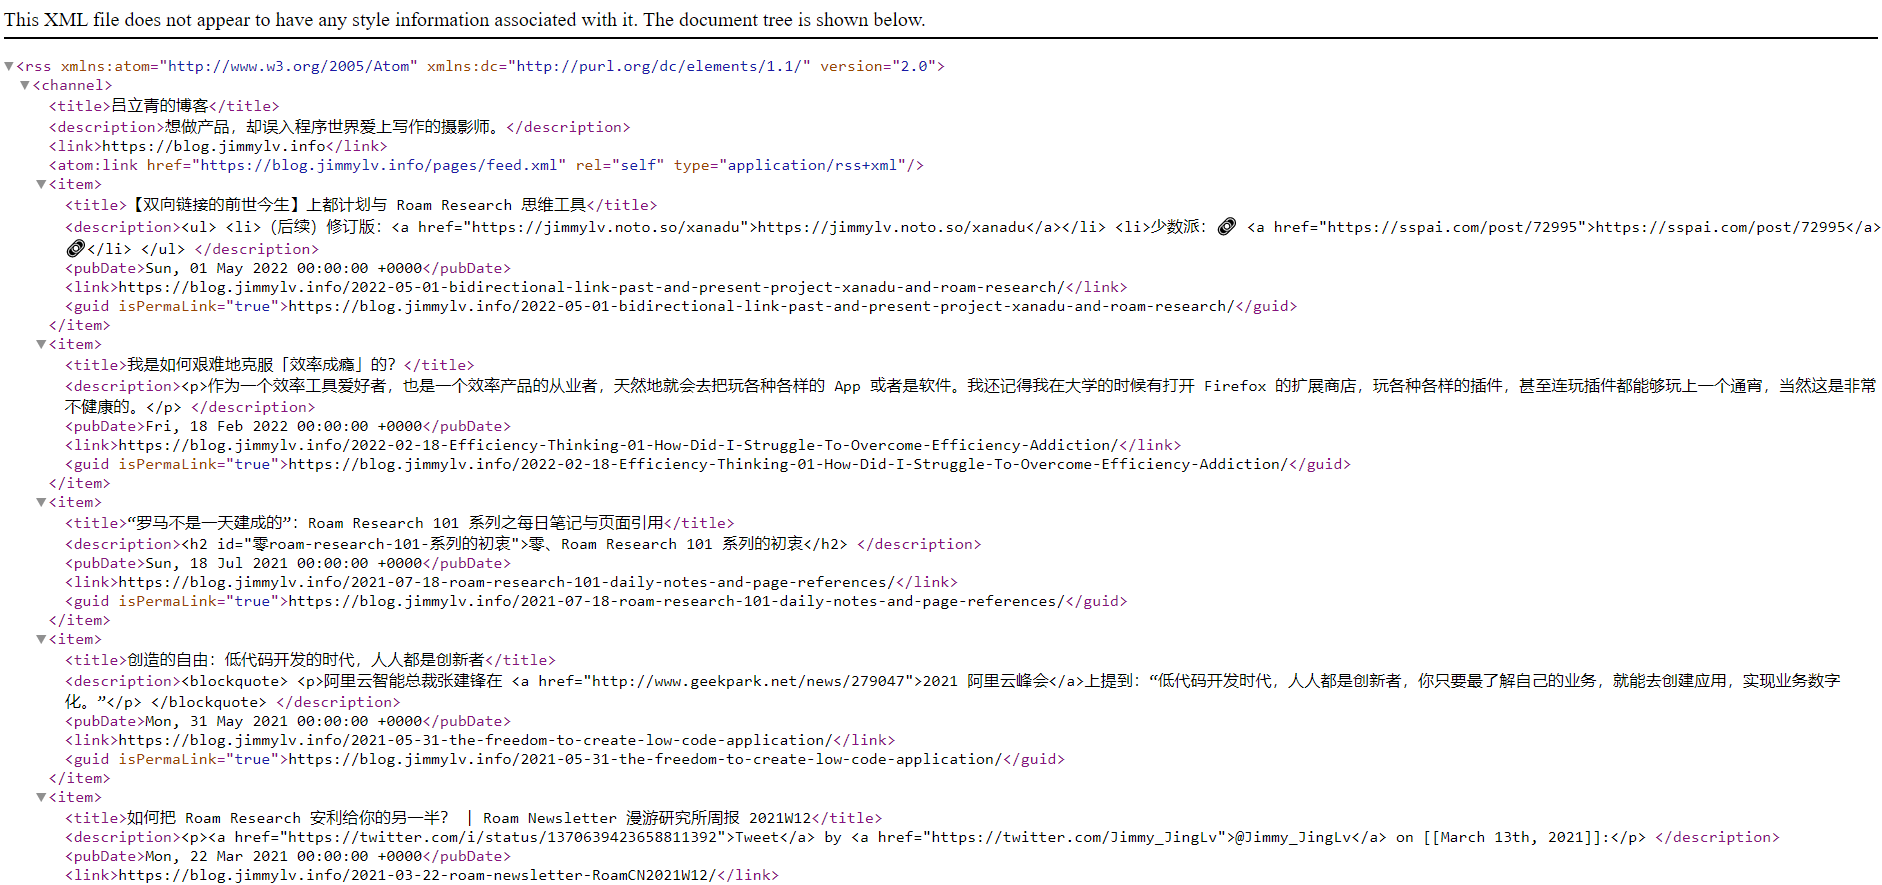 This XML file does not appear to have any style information associated with it. The document tree is shown below.
▼<rss xmlns:atom="http://www.w3.org/2005/Atom" xmlns:dc="http://purl.org/dc/elements/1.1/" version="2.0">
▼<channel>
<title>吕立青的博客</title>
<description>想做产品，却误入程序世界爱上写作的摄影师。</description>
<link>https://blog.jimmylv.info</link>
<atom:link href="https://blog.jimmylv.info/pages/feed.xml" rel="self" type="application/rss+xml"/>
▼<item>
<title>【双向链接的前世今生】上都计划与 Roam Research 思维工具</title>
<description><ul> <li>（后续）修订版：<a href="https://jimmylv.noto.so/xanadu">https://jimmylv.noto.so/xanadu</a></li> <li>少数派：🔗 <a href="https://sspai.com/post/72995">https://sspai.com/post/72995</a>
🔗</li> </ul> </description>
<pubDate>Sun, 01 May 2022 00:00:00 +0000</pubDate>
<link>https://blog.jimmylv.info/2022-05-01-bidirectional-link-past-and-present-project-xanadu-and-roam-research/</link>
<guid isPermaLink="true">https://blog.jimmylv.info/2022-05-01-bidirectional-link-past-and-present-project-xanadu-and-roam-research/</guid>
</item>
▼<item>
<title>我是如何艰难地克服「效率成瘾」的？</title>
<description><p>作为一个效率工具爱好者，也是一个效率产品的从业者，天然地就会去把玩各种各样的 App 或者是软件。我还记得我在大学的时候有打开 Firefox 的扩展商店，玩各种各样的插件，甚至连玩插件都能够玩上一个通宵，当然这是非常
不健康的。</p> </description>
<pubDate>Fri, 18 Feb 2022 00:00:00 +0000</pubDate>
<link>https://blog.jimmylv.info/2022-02-18-Efficiency-Thinking-01-How-Did-I-Struggle-To-Overcome-Efficiency-Addiction/</link>
<guid isPermaLink="true">https://blog.jimmylv.info/2022-02-18-Efficiency-Thinking-01-How-Did-I-Struggle-To-Overcome-Efficiency-Addiction/</guid>
</item>
▼<item>
<title>“罗马不是一天建成的”：Roam Research 101 系列之每日笔记与页面引用</title>
<description><h2 id="零roam-research-101-系列的初衷">零、Roam Research 101 系列的初衷</h2> </description>
<pubDate>Sun, 18 Jul 2021 00:00:00 +0000</pubDate>
<link>https://blog.jimmylv.info/2021-07-18-roam-research-101-daily-notes-and-page-references/</link>
<guid isPermaLink="true">https://blog.jimmylv.info/2021-07-18-roam-research-101-daily-notes-and-page-references/</guid>
</item>
▼<item>
<title>创造的自由：低代码开发的时代，人人都是创新者</title>
<description><blockquote> <p>阿里云智能总裁张建锋在 <a href="http://www.geekpark.net/news/279047">2021 阿里云峰会</a>上提到：“低代码开发时代，人人都是创新者，你只要最了解自己的业务，就能去创建应用，实现业务数字
化。”</p> </blockquote> </description>
<pubDate>Mon, 31 May 2021 00:00:00 +0000</pubDate>
<link>https://blog.jimmylv.info/2021-05-31-the-freedom-to-create-low-code-application/</link>
<guid isPermaLink="true">https://blog.jimmylv.info/2021-05-31-the-freedom-to-create-low-code-application/</guid>
</item>
▼<item>
<title>如何把 Roam Research 安利给你的另一半？ | Roam Newsletter 漫游研究所周报 2021W12</title>
<description><p><a href="https://twitter.com/i/status/1370639423658811392">Tweet</a> by <a href="https://twitter.com/Jimmy_JingLv">@Jimmy_JingLv</a> on [[March 13th, 2021]]:</p> </description>
<pubDate>Mon, 22 Mar 2021 00:00:00 +0000</pubDate>
<link>https://blog.jimmylv.info/2021-03-22-roam-newsletter-RoamCN2021W12/</link>